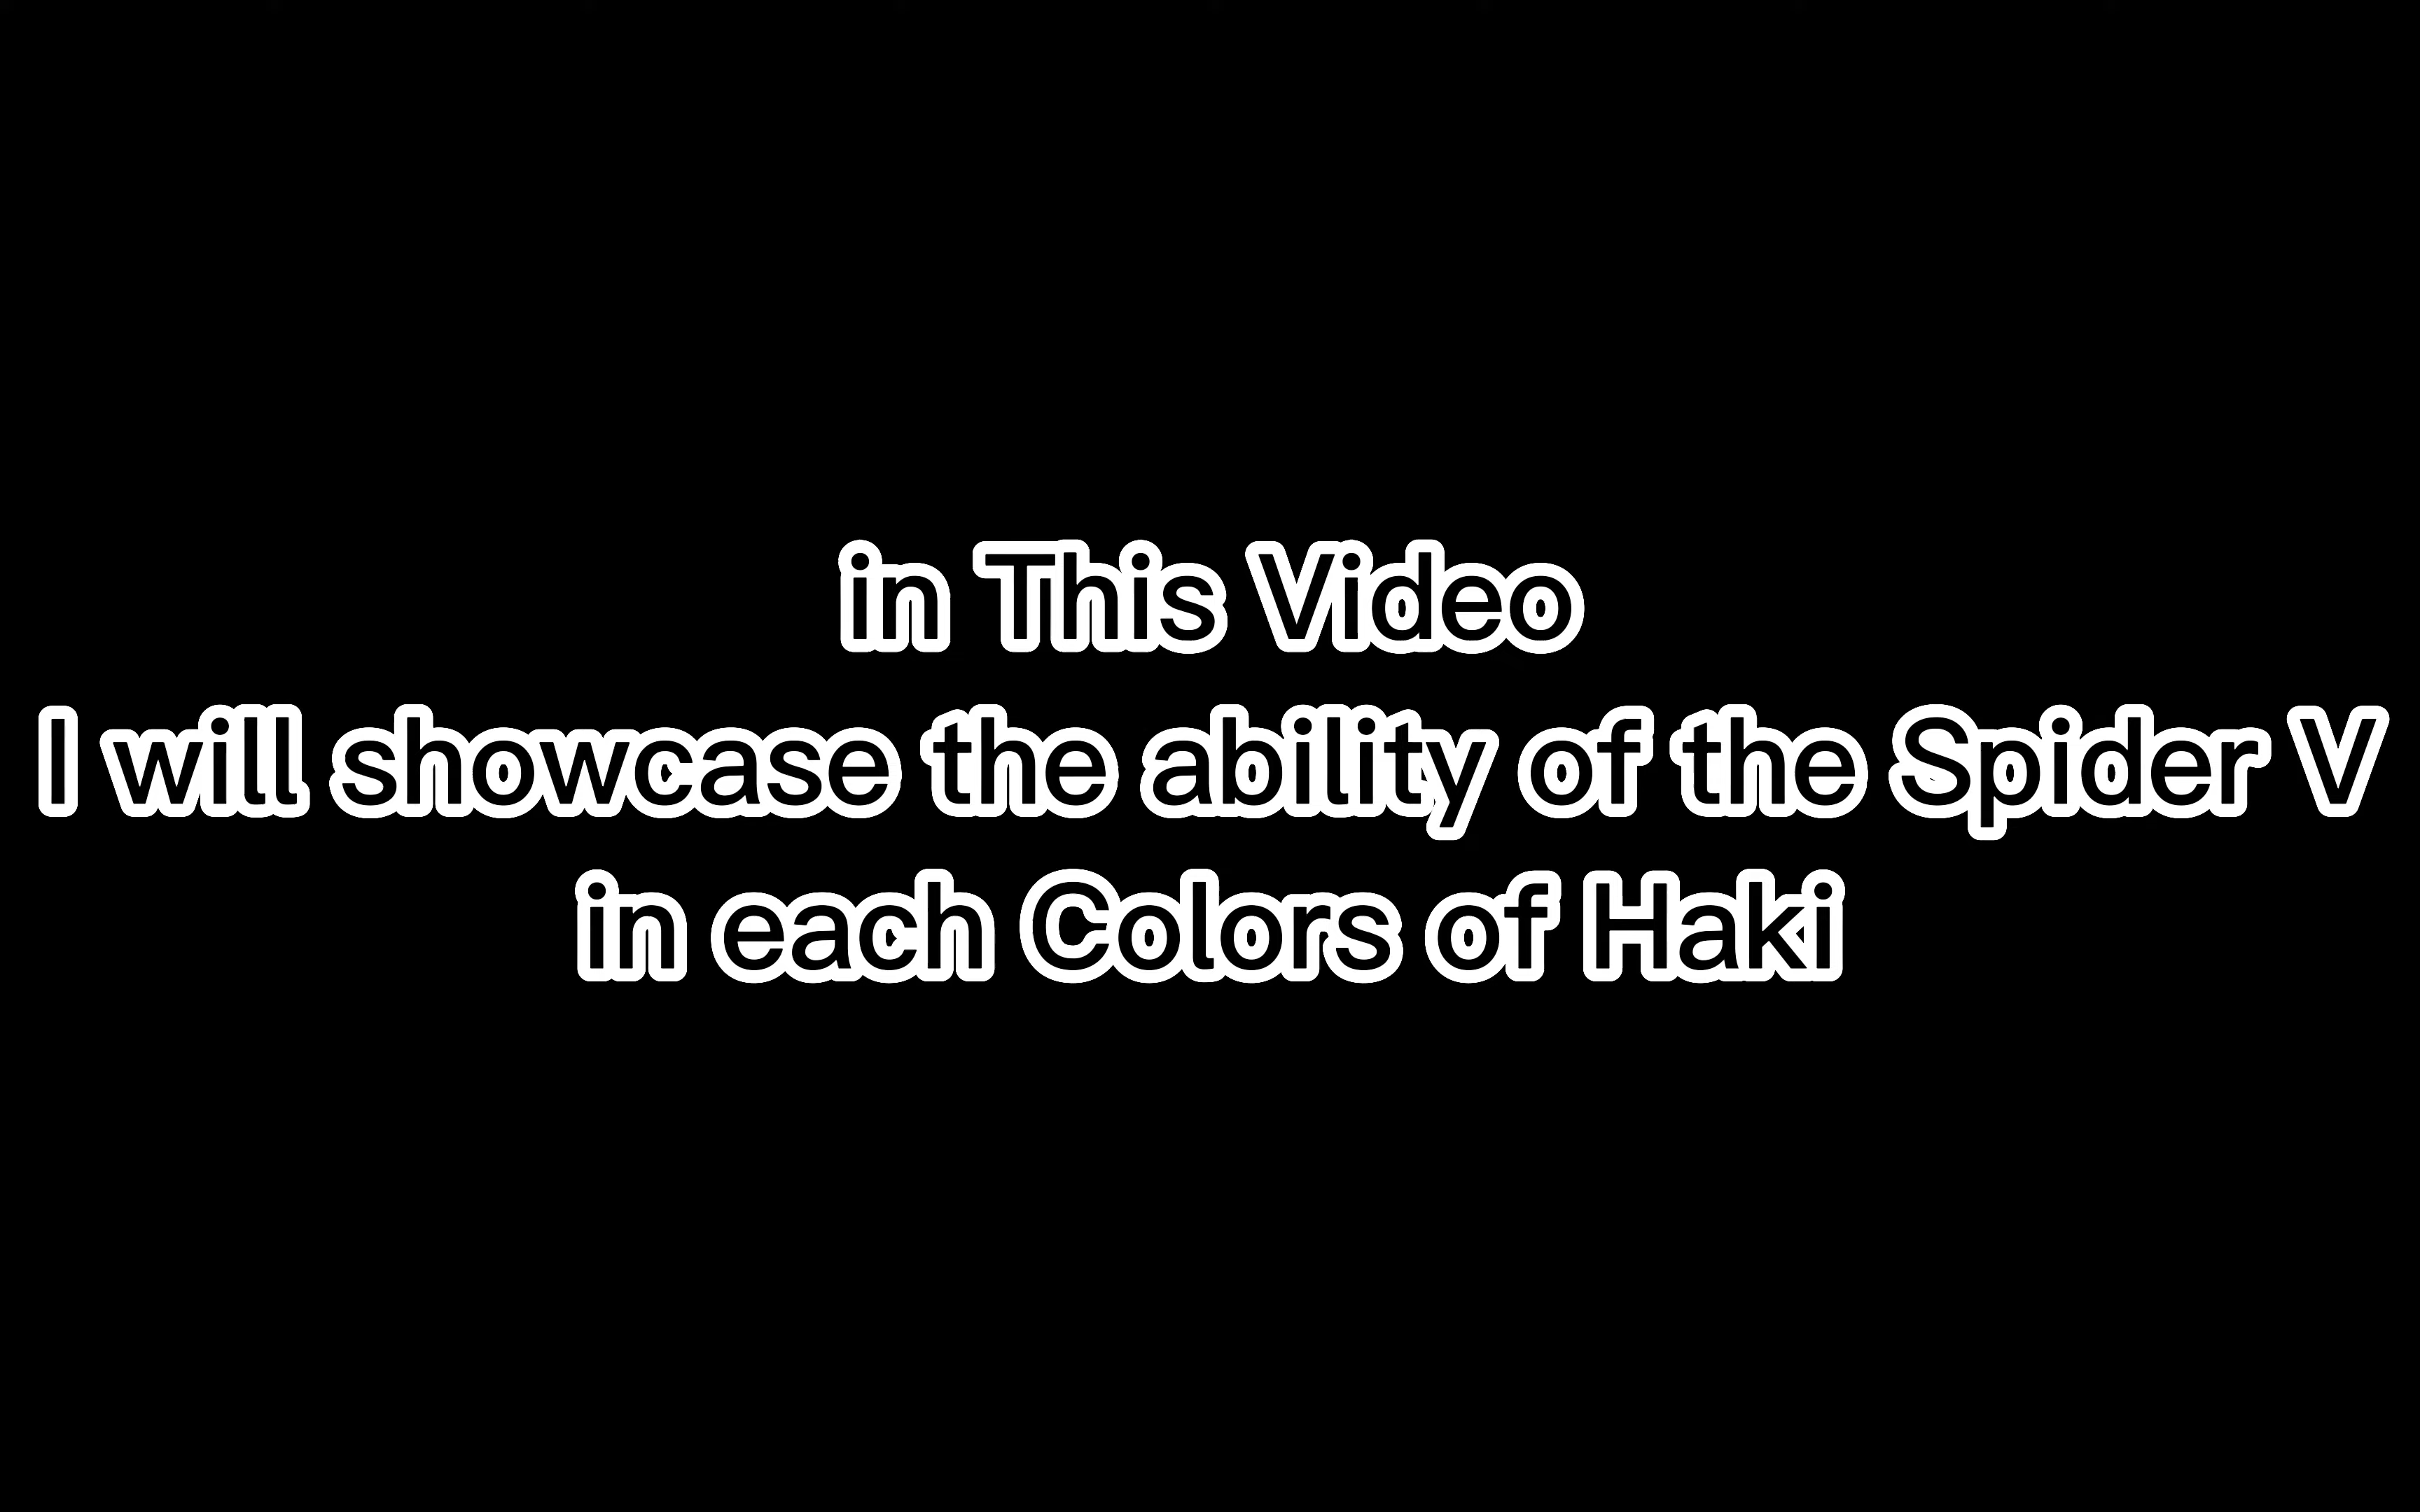 in This Video
I will showcase the ability of the Spider V
in each Colors of Haki